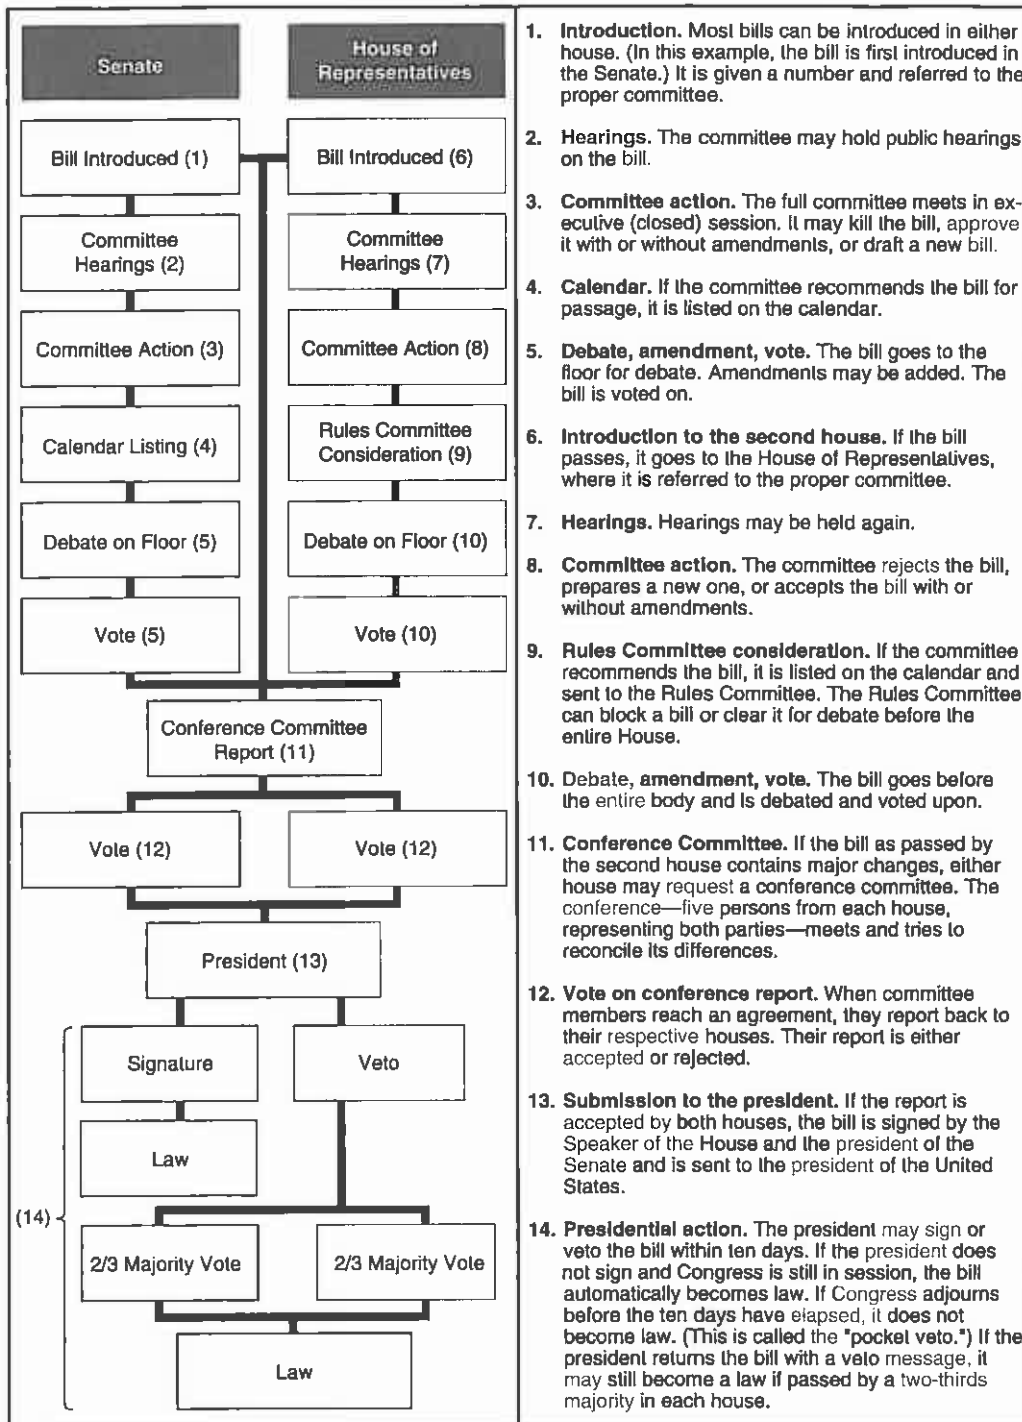 Senate
House of
Representatives
Bill Introduced (1)
Bill Introduced (6)
Committee
Hearings (2)
Committee
Hearings (7)
Committee Action (3)
Committee Action (8)
Calendar Listing (4)
Rules Committee
Consideration (9)
Debate on Floor (5)
Debate on Floor (10)
Vote (5)
Vote (10)
Conference Committee
Report (11)
Vote (12)
Vote (12)
President (13)
Signature
Veto
Law
(14)
2/3 Majority Vote
2/3 Majority Vote
Law
1. Introduction. Most bills can be introduced in either
house. (In this example, the bill is first introduced in
the Senate.) It is given a number and referred to the
proper committee.
2. Hearings. The committee may hold public hearings
on the bill.
3. Committee action. The full committee meets in ex-
ecutive (closed) session. It may kill the bill, approve
it with or without amendments, or draft a new bill.
4. Calendar. If the committee recommends the bill for
passage, it is listed on the calendar.
5. Debate, amendment, vote. The bill goes to the
floor for debate. Amendments may be added. The
bill is voted on.
6. Introduction to the second house. If the bill
passes, it goes to the House of Representatives,
where it is referred to the proper committee.
7. Hearings. Hearings may be held again.
8. Committee action. The committee rejects the bill,
prepares a new one, or accepts the bill with or
without amendments.
9. Rules Committee consideration. If the committee
recommends the bill, it is listed on the calendar and
sent to the Rules Committee. The Rules Committee
can block a bill or clear it for debate before the
entire House.
10. Debate, amendment, vote. The bill goes before
the entire body and is debated and voted upon.
11. Conference Committee. If the bill as passed by
the second house contains major changes, either
house may request a conference committee. The
conference—five persons from each house,
representing both parties—meets and tries to
reconcile its differences.
12. Vote on conference report. When committee
members reach an agreement, they report back to
their respective houses. Their report is either
accepted or rejected.
13. Submission to the president. If the report is
accepted by both houses, the bill is signed by the
Speaker of the House and the president of the
Senate and is sent to the president of the United
States.
14. Presidential action. The president may sign or
veto the bill within ten days. If the president does
not sign and Congress is still in session, the bill
automatically becomes law. If Congress adjourns
before the ten days have elapsed, it does not
become law. (This is called the "pocket veto.") If the
president returns the bill with a veto message, it
may still become a law if passed by a two-thirds
majority in each house.